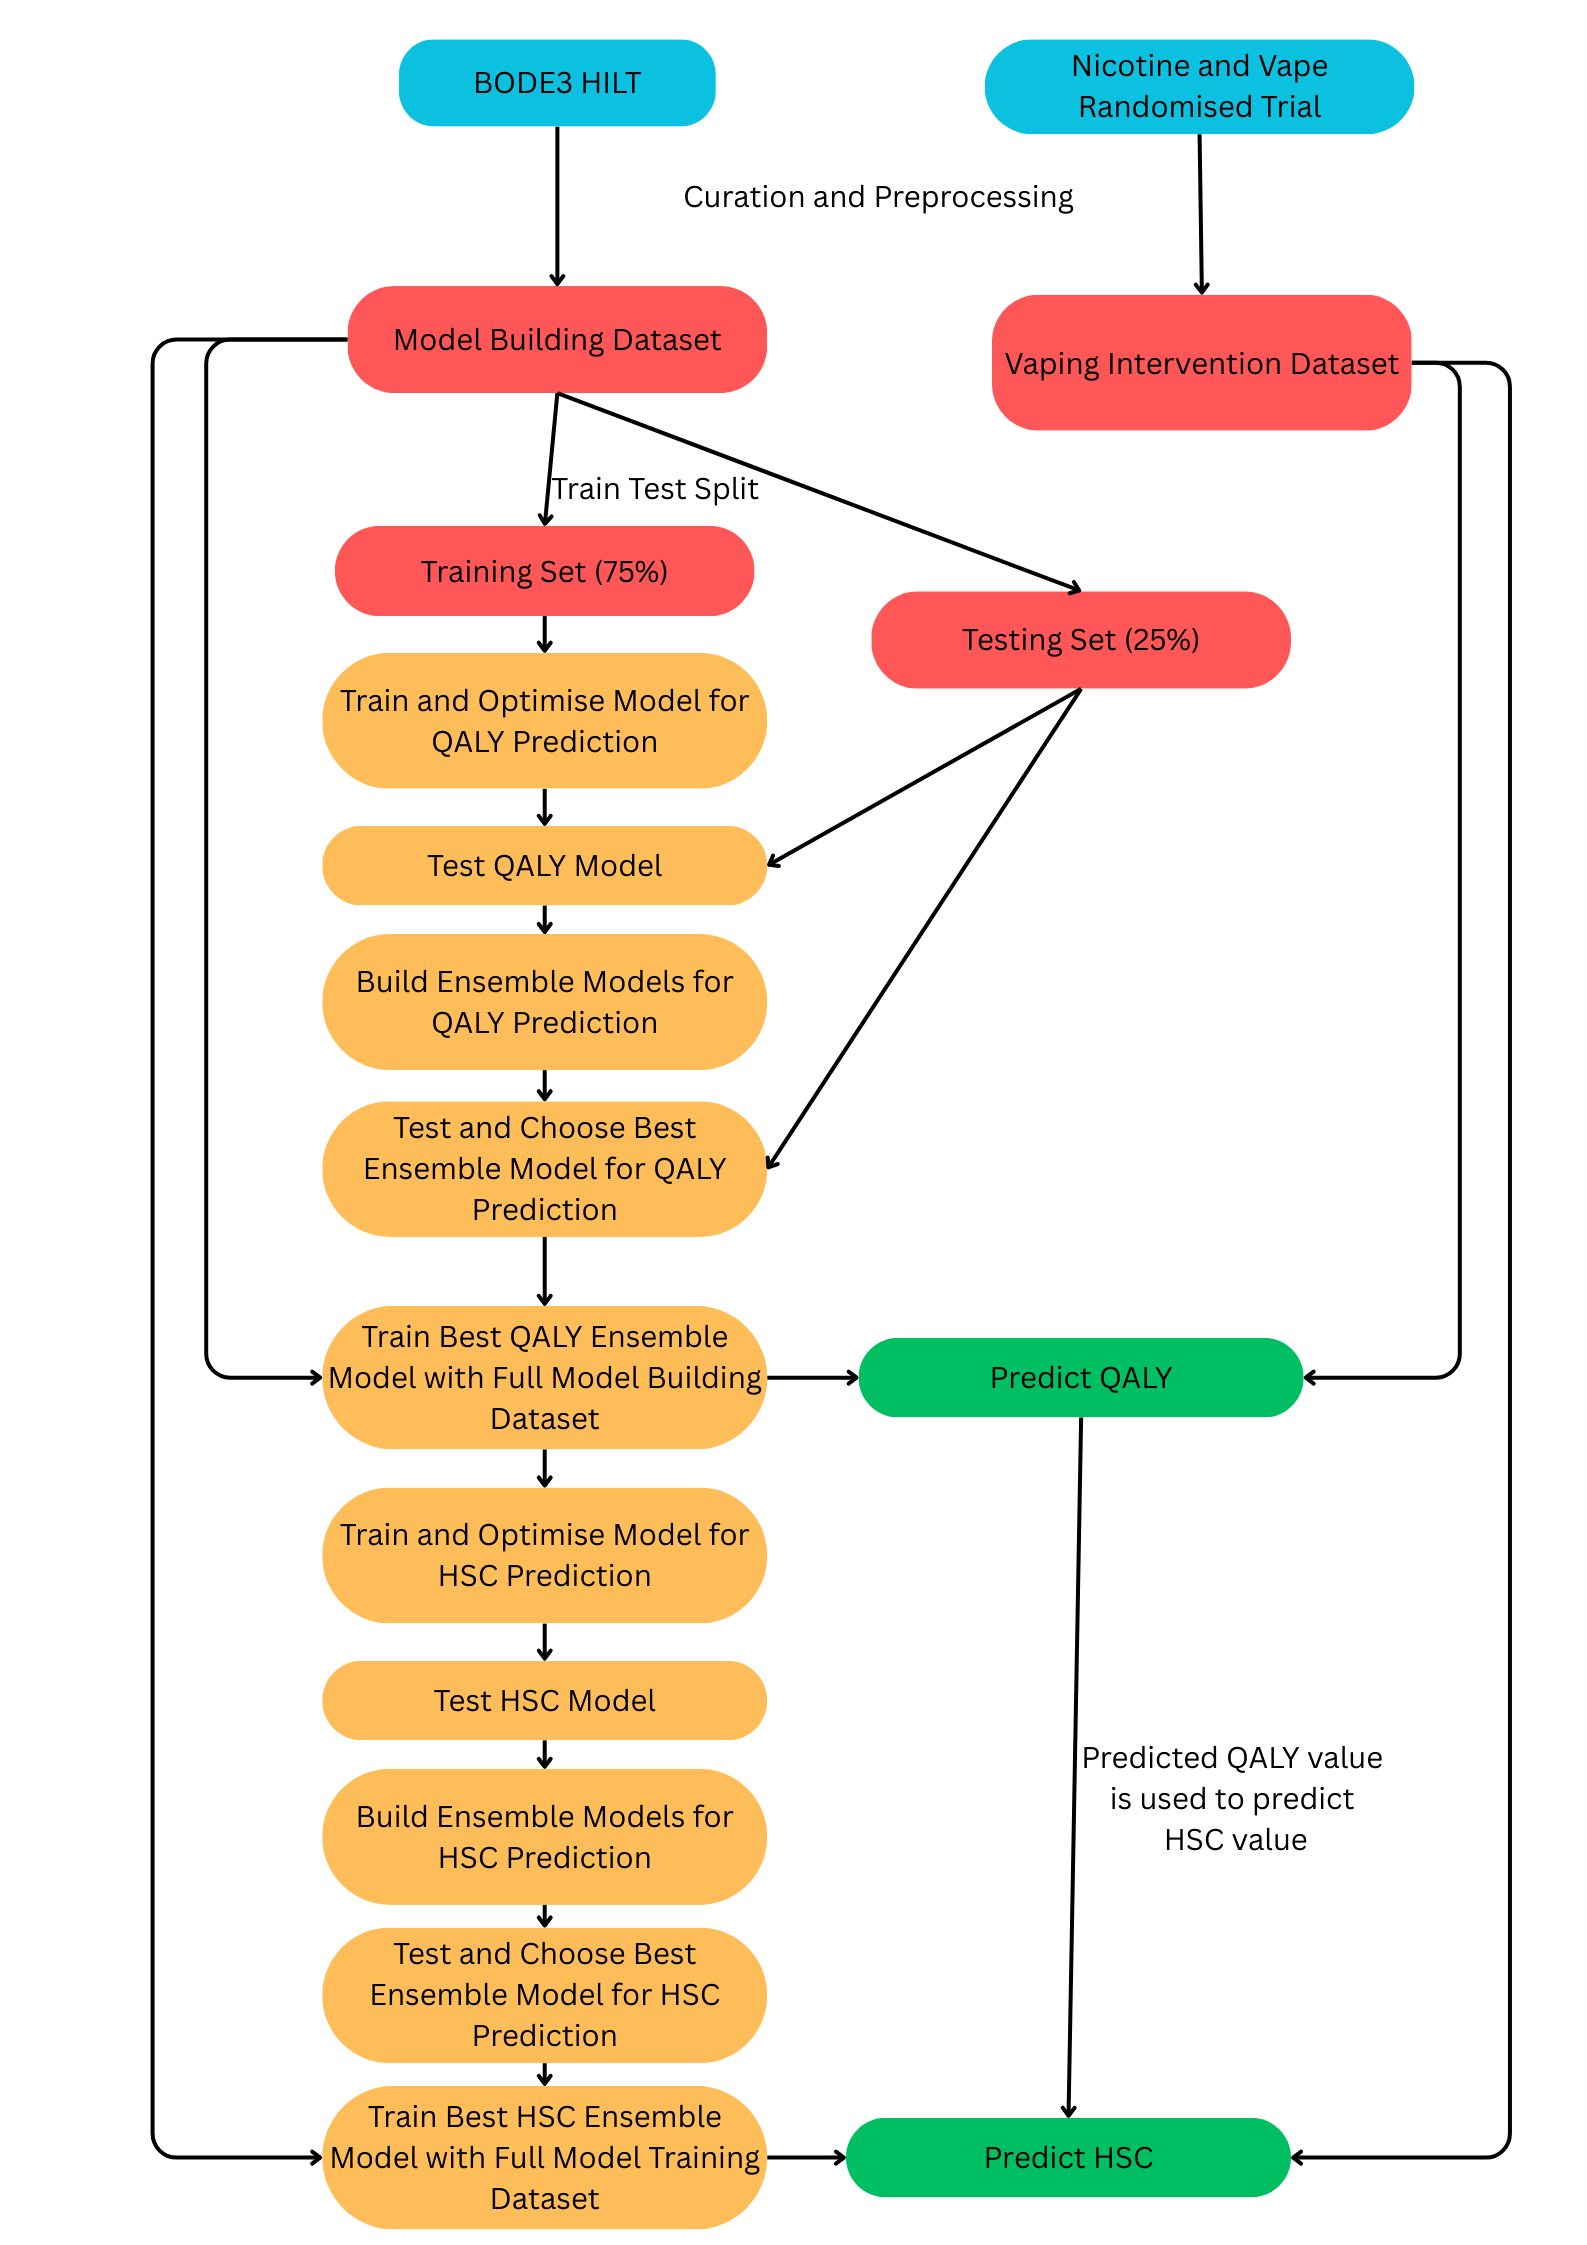 BODE3 HILT
Nicotine and Vape
Randomised Trial
Curation and Preprocessing
Model Building Dataset
Vaping Intervention Dataset
Train Test Split
Training Set (75%)
Testing Set (25%)
Train and Optimise Model for
QALY Prediction
Test QALY Model
Build Ensemble Models for
QALY Prediction
Test and Choose Best
Ensemble Model for QALY
Prediction
Train Best QALY Ensemble
Model with Full Model Building
Dataset
Predict QALY
Train and Optimise Model for
HSC Prediction
Test HSC Model
Predicted QALY value
is used to predict
HSC value
Build Ensemble Models for
HSC Prediction
Test and Choose Best
Ensemble Model for HSC
Prediction
Train Best HSC Ensemble
Model with Full Model Training
Dataset
Predict HSC